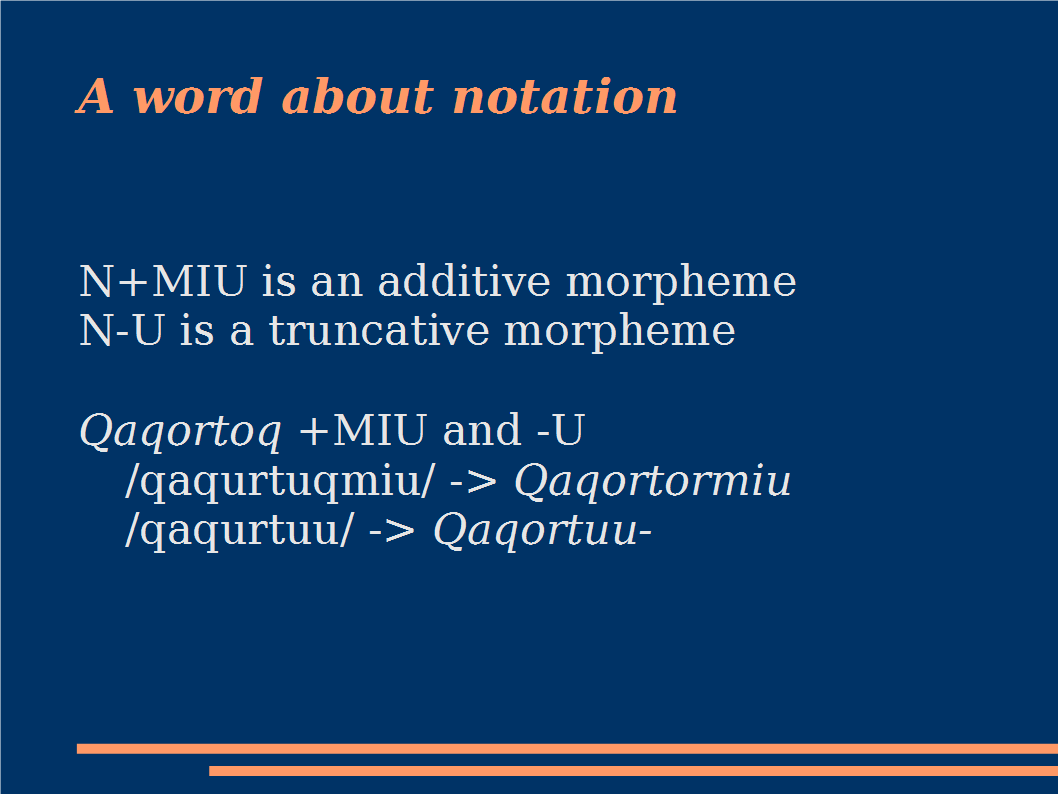 A word about notation
N+MIU is an additive morpheme
N-U is a truncative morpheme
Qaqortoq +MIU and -U
/qaqurtuqmiu/ -> Qaqortormiu
/qaqurtuu/ -> Qaqortuu-